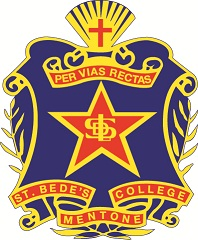 PER VIAS RECTAS
SBC
ST. BEDE'S COLLEGE
MENTONE